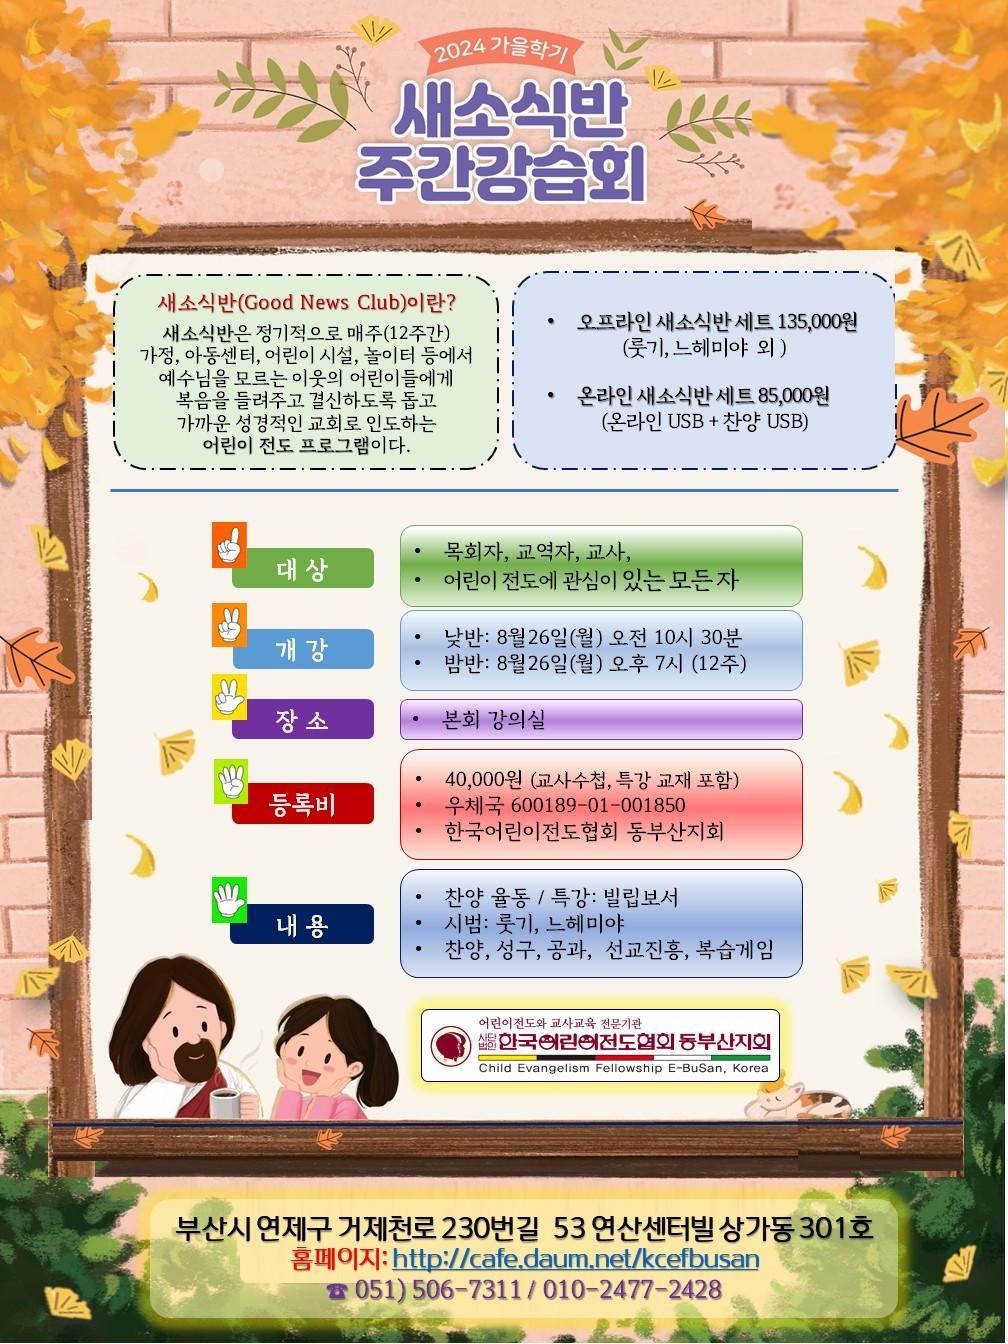 2024 가을학기
새소식반
주간강습회
새소식반(Good News Club)이란?
새소식반은 정기적으로 매주(12주간)
가정, 아동센터, 어린이 시설, 놀이터 등에서
예수님을 모르는 이웃의 어린이들에게
복음을 들려주고 결신하도록 돕고
가까운 성경적인 교회로 인도하는
어린이 전도 프로그램이다.
• 오프라인 새소식반 세트 135,000원
(룻기, 느헤미야 외 )
• 온라인 새소식반 세트 85,000원
(온라인 USB + 찬양 USB)
대 상
• 목회자, 교역자, 교사,
• 어린이 전도에 관심이 있는 모든 자
개 강
• 낮반: 8월26일(월) 오전 10시 30분
• 밤반: 8월26일(월) 오후 7시 (12주)
장 소
• 본회 강의실
등록비
• 40,000원 (교사수첩, 특강 교재 포함)
• 우체국 600189-01-001850
• 한국어린이전도협회 동부산지회
내 용
• 찬양 율동 / 특강: 빌립보서
• 시범: 룻기, 느헤미야
• 찬양, 성구, 공과, 선교진흥, 복습게임
어린이전도와 교사교육 전문기관
사단법인 한국어린이전도협회 동부산지회
Child Evangelism Fellowship E-BuSan, Korea
부산시 연제구 거제천로 230번길 53 연산센터빌 상가동 301호
홈페이지: http://cafe.daum.net/kcefbusan
☎ 051) 506-7311 / 010-2477-2428